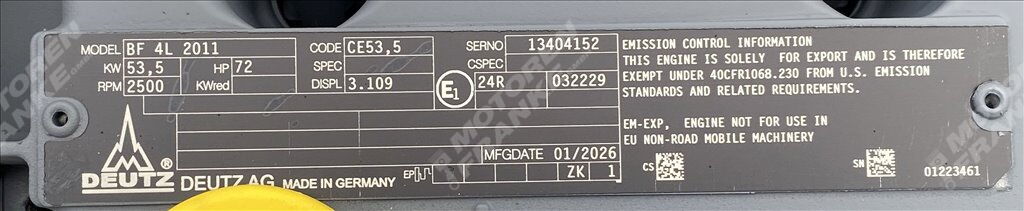 MODEL BF 4L 2011 CODE CE53,5 SERNO 13404152
KW 53,5 HP 72 SPEC CSPEC
RPM 2500 KWred DISPL 3.109 E1 24R 032229
MFGDATE 01/2026
EP ZK 1
DEUTZ ®
DEUTZ AG MADE IN GERMANY
EMISSION CONTROL INFORMATION
THIS ENGINE IS SOLELY FOR EXPORT AND IS THEREFORE
EXEMPT UNDER 40CFR1068.230 FROM U.S. EMISSION
STANDARDS AND RELATED REQUIREMENTS.
EM-EXP, ENGINE NOT FOR USE IN
EU NON-ROAD MOBILE MACHINERY
CS SN
01223461
MOTOREN
FRANKE